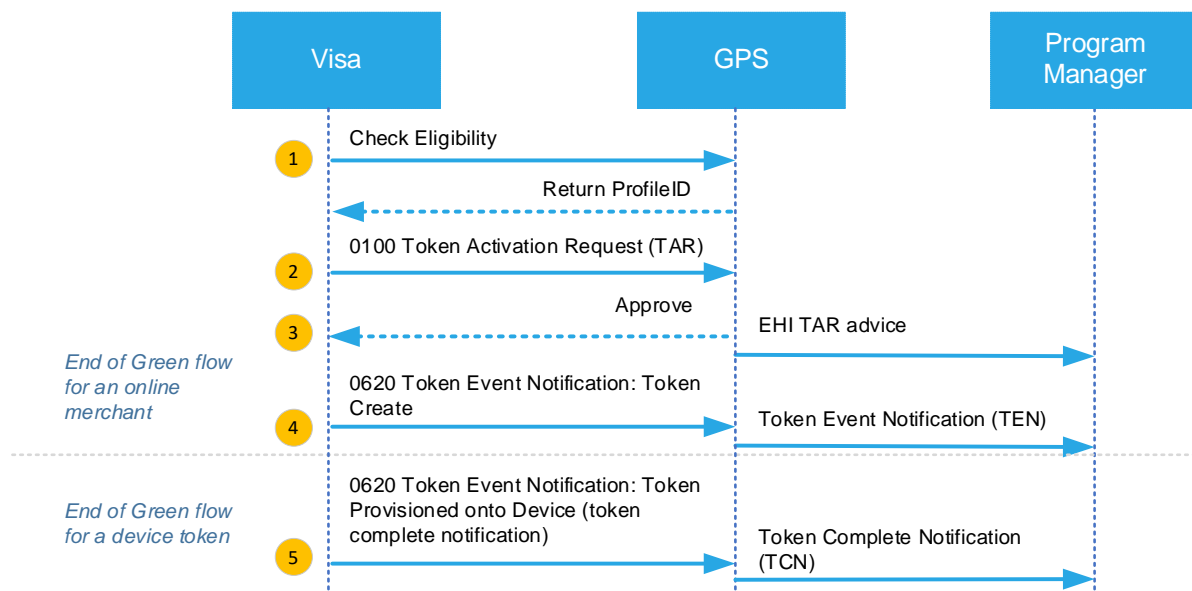 Visa
GPS
Program
Manager
Check Eligibility
1
Return ProfileID
0100 Token Activation Request (TAR)
2
Approve
3
EHI TAR advice
End of Green flow
for an online
merchant
0620 Token Event Notification: Token
Create
4
Token Event Notification (TEN)
0620 Token Event Notification: Token
Provisioned onto Device (token
complete notification)
End of Green flow
for a device token
5
Token Complete Notification
(TCN)